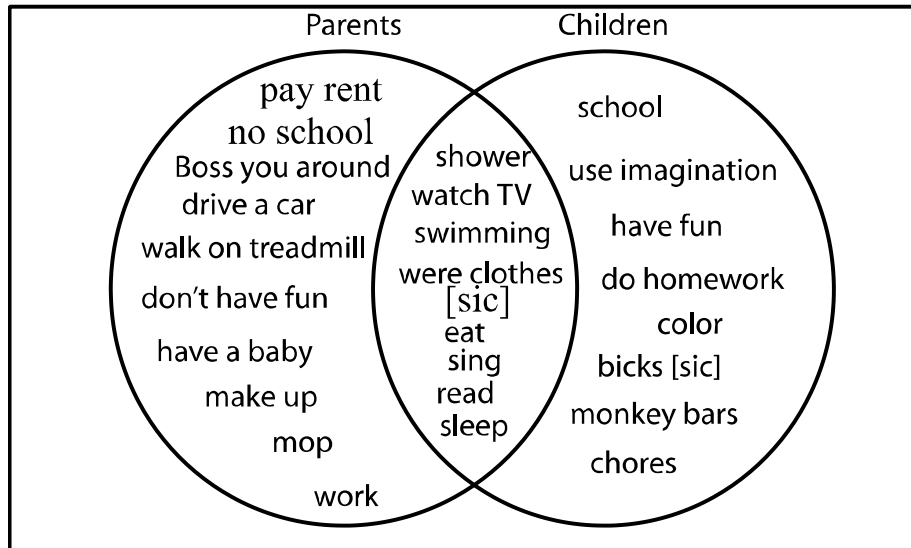 Parents
Children
pay rent
no school
Boss you around
drive a car
walk on treadmill
don't have fun
have a baby
make up
mop
work
shower
watch TV
swimming
were clothes
[sic]
eat
sing
read
sleep
school
use imagination
have fun
do homework
color
bicks [sic]
monkey bars
chores